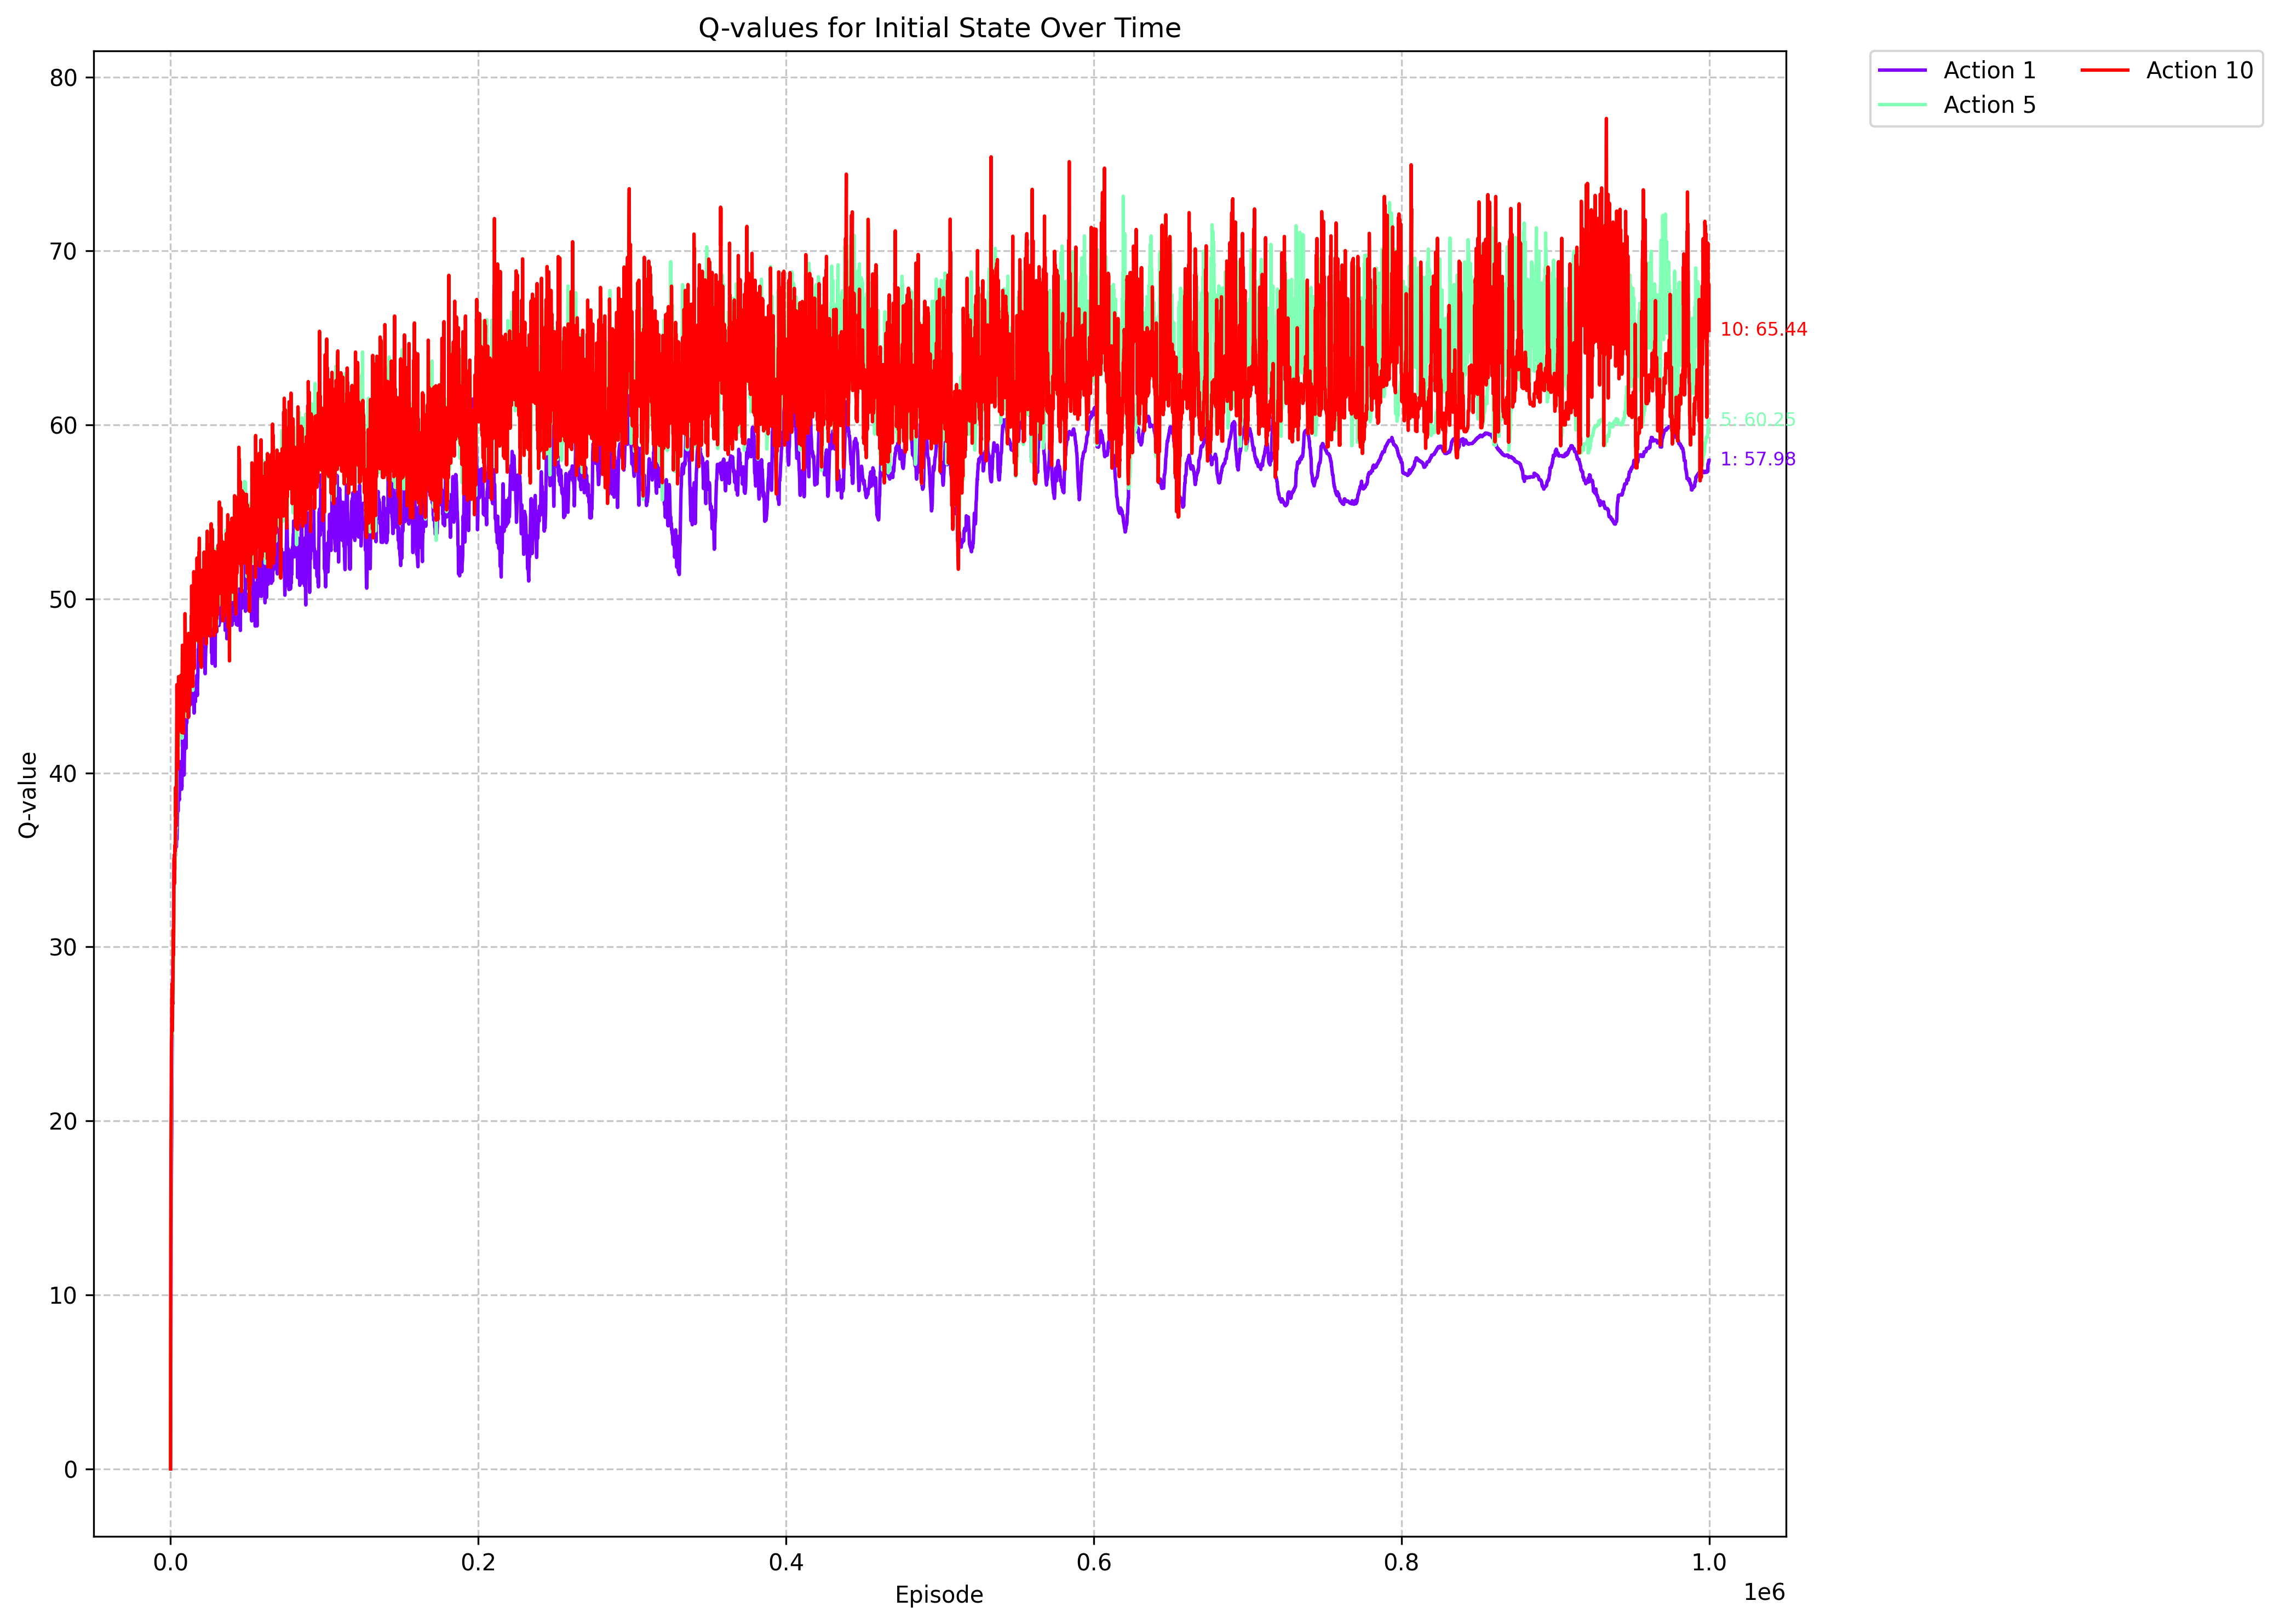 Q-values for Initial State Over Time
Action 1
Action 5
Action 10
Q-value
80
70
60
50
40
30
20
10
0
10: 65.44
5: 60.25
1: 57.98
0.0
0.2
0.4
0.6
0.8
1.0
1e6
Episode